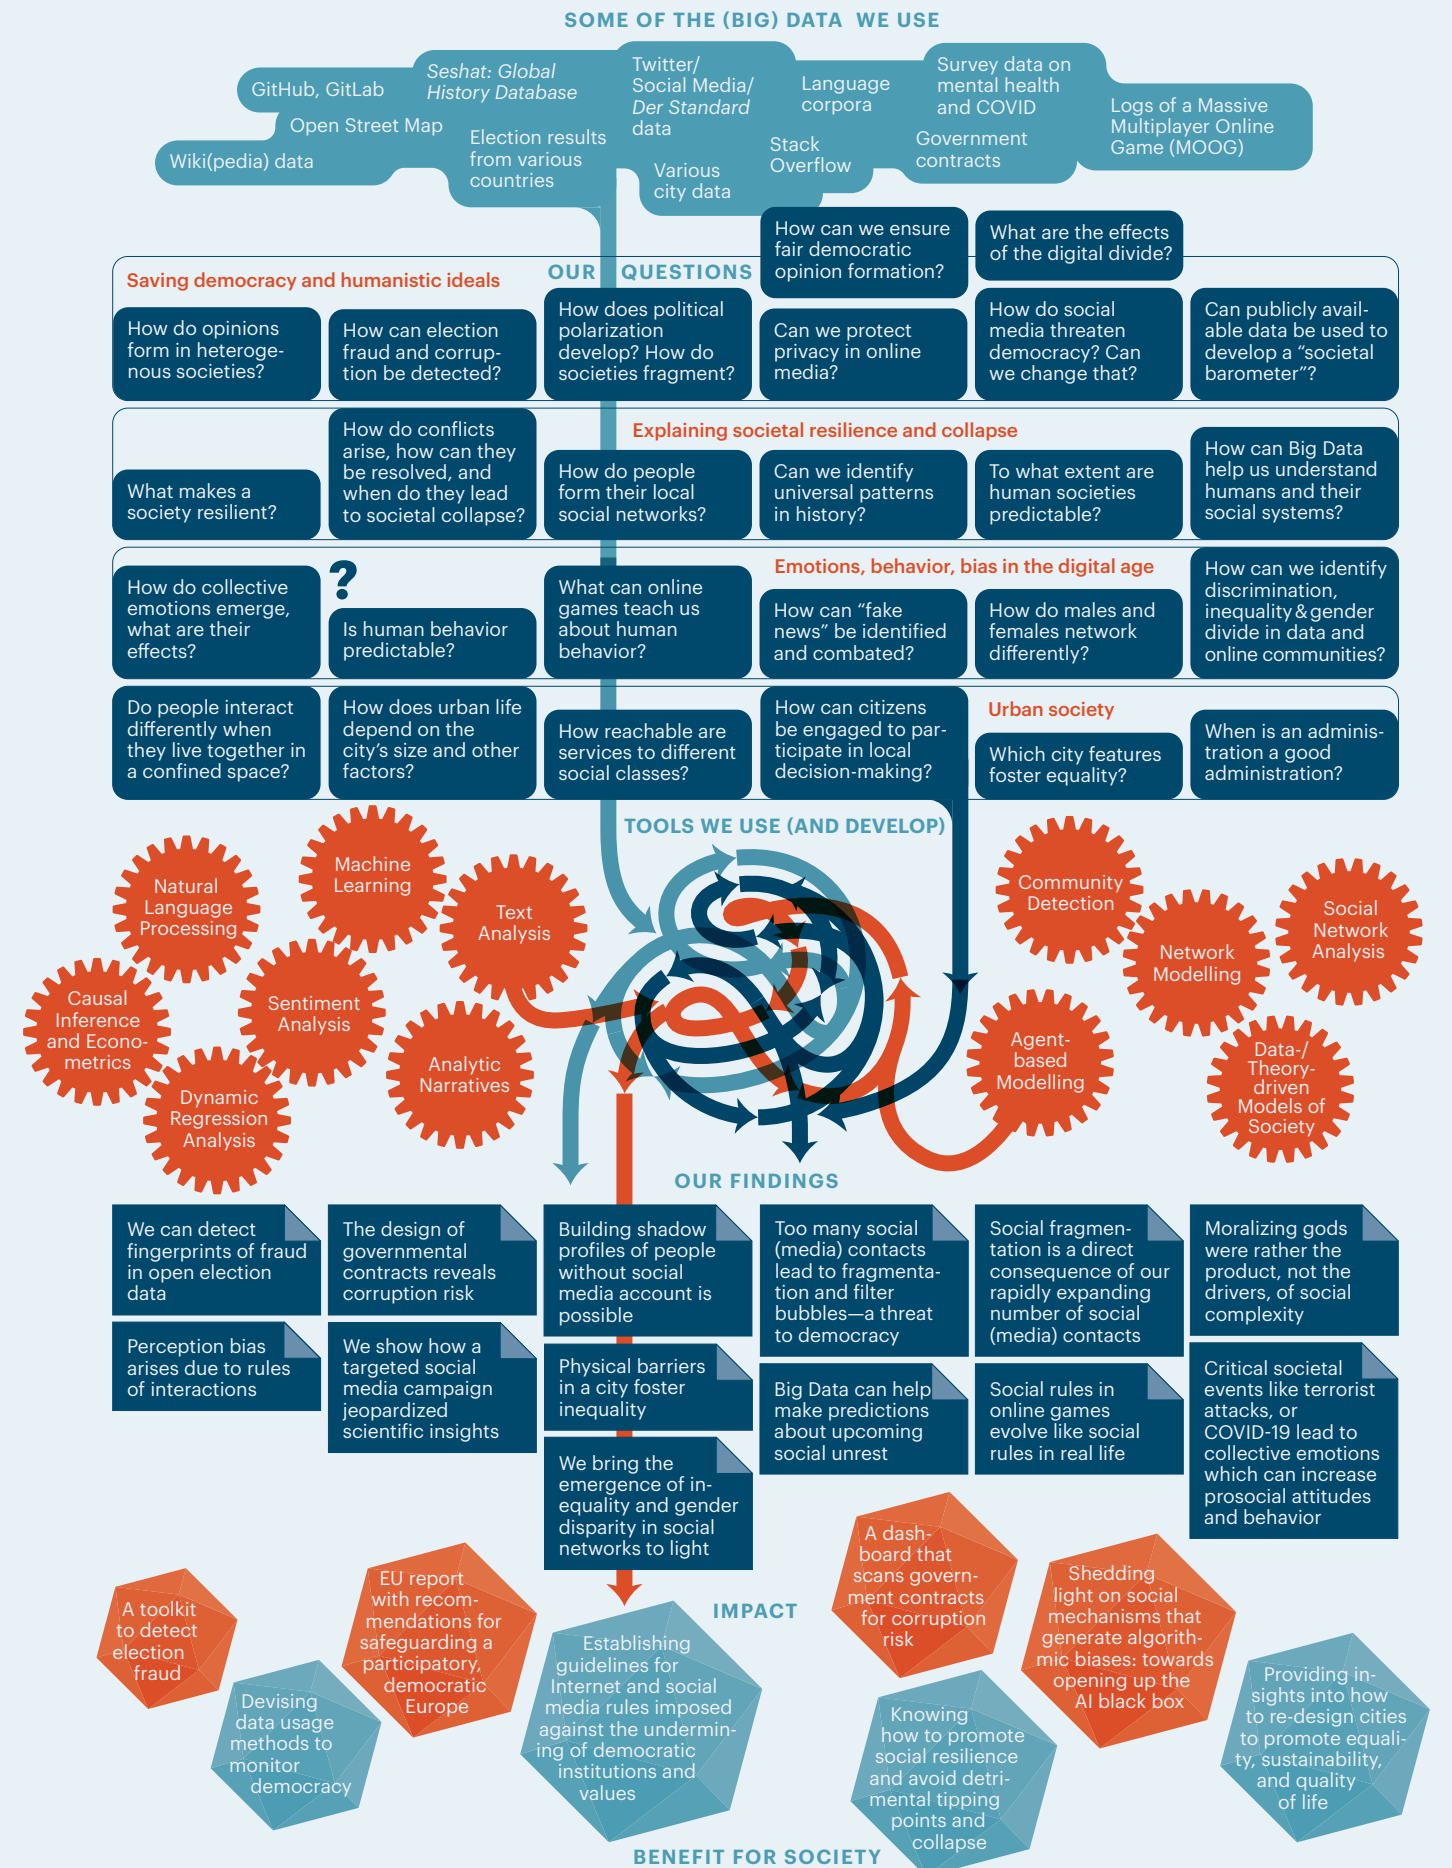 SOME OF THE (BIG) DATA WE USE
GitHub, GitLab
Open Street Map
Wiki(pedia) data
Seshat: Global
History Database
Election results
from various
countries
Twitter/
Social Media/
Der Standard
data
Various
city data
Language
corpora
Stack
Overflow
Survey data on
mental health
and COVID
Government
contracts
Logs of a Massive
Multiplayer Online
Game (MOOG)
OUR QUESTIONS
Saving democracy and humanistic ideals
How do opinions
form in heteroge-
nous societies?
How can election
fraud and corrup-
tion be detected?
How does political
polarization
develop? How do
societies fragment?
How can we ensure
fair democratic
opinion formation?
Can we protect
privacy in online
media?
What are the effects
of the digital divide?
How do social
media threaten
democracy? Can
we change that?
Can publicly avail-
able data be used to
develop a “societal
barometer”?
Explaining societal resilience and collapse
What makes a
society resilient?
How do conflicts
arise, how can they
be resolved, and
when do they lead
to societal collapse?
How do people
form their local
social networks?
Can we identify
universal patterns
in history?
To what extent are
human societies
predictable?
How can Big Data
help us understand
humans and their
social systems?
Emotions, behavior, bias in the digital age
How do collective
emotions emerge,
what are their
effects?
?
Is human behavior
predictable?
What can online
games teach us
about human
behavior?
How can “fake
news” be identified
and combated?
How do males and
females network
differently?
How can we identify
discrimination,
inequality & gender
divide in data and
online communities?
Urban society
Do people interact
differently when
they live together in
a confined space?
How does urban life
depend on the
city’s size and other
factors?
How reachable are
services to different
social classes?
How can citizens
be engaged to par-
ticipate in local
decision-making?
Which city features
foster equality?
When is an adminis-
tration a good
administration?
TOOLS WE USE (AND DEVELOP)
Natural
Language
Processing
Machine
Learning
Text
Analysis
Causal
Inference
and Econo-
metrics
Sentiment
Analysis
Dynamic
Regression
Analysis
Analytic
Narratives
Community
Detection
Network
Modelling
Social
Network
Analysis
Agent-
based
Modelling
Data-/
Theory-
driven
Models of
Society
OUR FINDINGS
We can detect
fingerprints of fraud
in open election
data
Perception bias
arises due to rules
of interactions
The design of
governmental
contracts reveals
corruption risk
We show how a
targeted social
media campaign
jeopardized
scientific insights
Building shadow
profiles of people
without social
media account is
possible
Physical barriers
in a city foster
inequality
We bring the
emergence of in-
equality and gender
disparity in social
networks to light
Too many social
(media) contacts
lead to fragmenta-
tion and filter
bubbles—a threat
to democracy
Big Data can help
make predictions
about upcoming
social unrest
Social fragmen-
tation is a direct
consequence of our
rapidly expanding
number of social
(media) contacts
Social rules in
online games
evolve like social
rules in real life
Moralizing gods
were rather the
product, not the
drivers, of social
complexity
Critical societal
events like terrorist
attacks, or
COVID-19 lead to
collective emotions
which can increase
prosocial attitudes
and behavior
IMPACT
A toolkit
to detect
election
fraud
Devising
data usage
methods to
monitor
democracy
EU report
with recom-
mendations for
safeguarding a
participatory,
democratic
Europe
Establishing
guidelines for
Internet and social
media rules imposed
against the undermin-
ing of democratic
institutions and
values
A dash-
board that
scans govern-
ment contracts
for corruption
risk
Knowing
how to promote
social resilience
and avoid detri-
mental tipping
points and
collapse
Shedding
light on social
mechanisms that
generate algorith-
mic biases: towards
opening up the
AI black box
Providing in-
sights into how
to re-design cities
to promote equali-
ty, sustainability,
and quality
of life
BENEFIT FOR SOCIETY